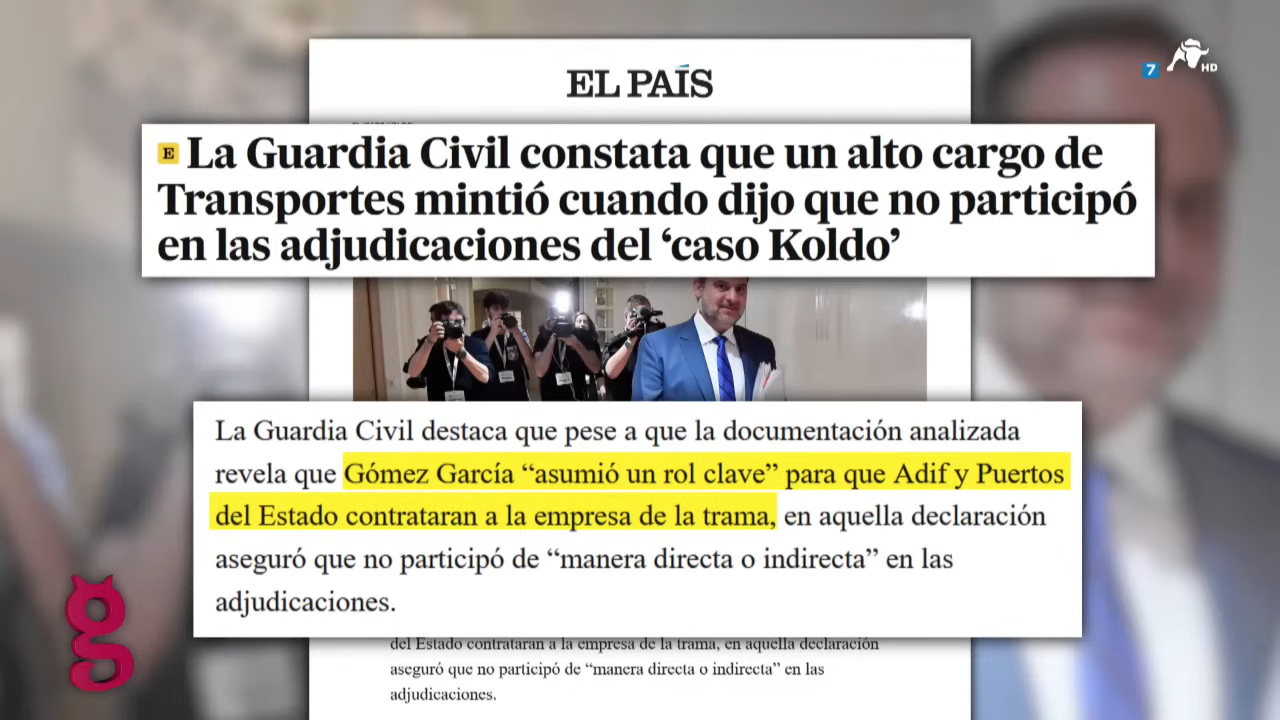 EL PAÍS
7
HD
E La Guardia Civil constata que un alto cargo de
Transportes mintió cuando dijo que no participó
en las adjudicaciones del ‘caso Koldo’
La Guardia Civil destaca que pese a que la documentación analizada
revela que Gómez García “asumió un rol clave” para que Adif y Puertos
del Estado contrataran a la empresa de la trama, en aquella declaración
aseguró que no participó de “manera directa o indirecta” en las
adjudicaciones.
g
del Estado contrataran a la empresa de la trama, en aquella declaración
aseguró que no participó de “manera directa o indirecta” en las
adjudicaciones.